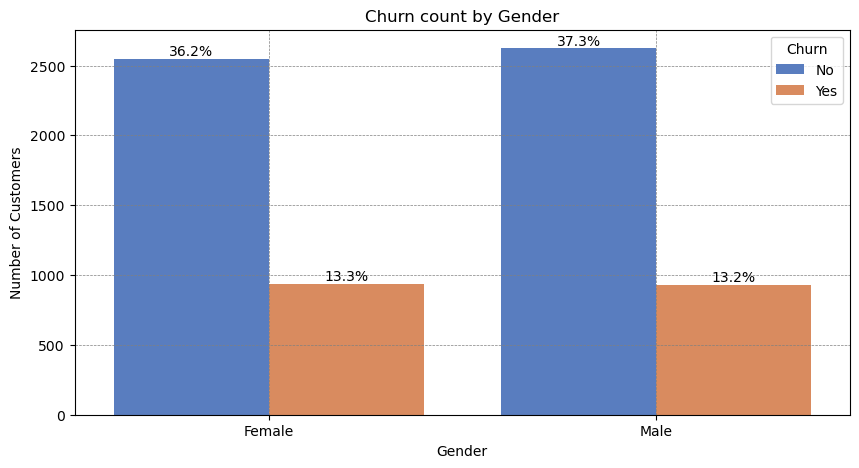 Churn count by Gender
36.2%
37.3%
13.3%
13.2%
Churn
No
Yes
Number of Customers
2500
2000
1500
1000
500
0
Female
Male
Gender